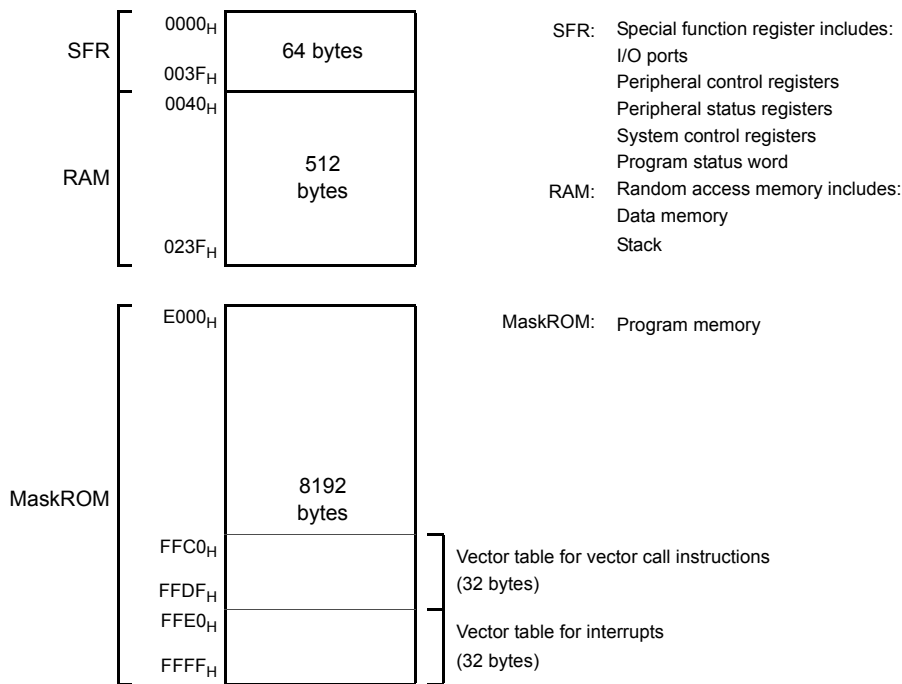 SFR
0000H
64 bytes
003FH
RAM
0040H
512
bytes
023FH
SFR: Special function register includes:
I/O ports
Peripheral control registers
Peripheral status registers
System control registers
Program status word
RAM: Random access memory includes:
Data memory
Stack
MaskROM
E000H
8192
bytes
FFC0H
FFDFH
FFE0H
FFFFH
MaskROM: Program memory
Vector table for vector call instructions
(32 bytes)
Vector table for interrupts
(32 bytes)